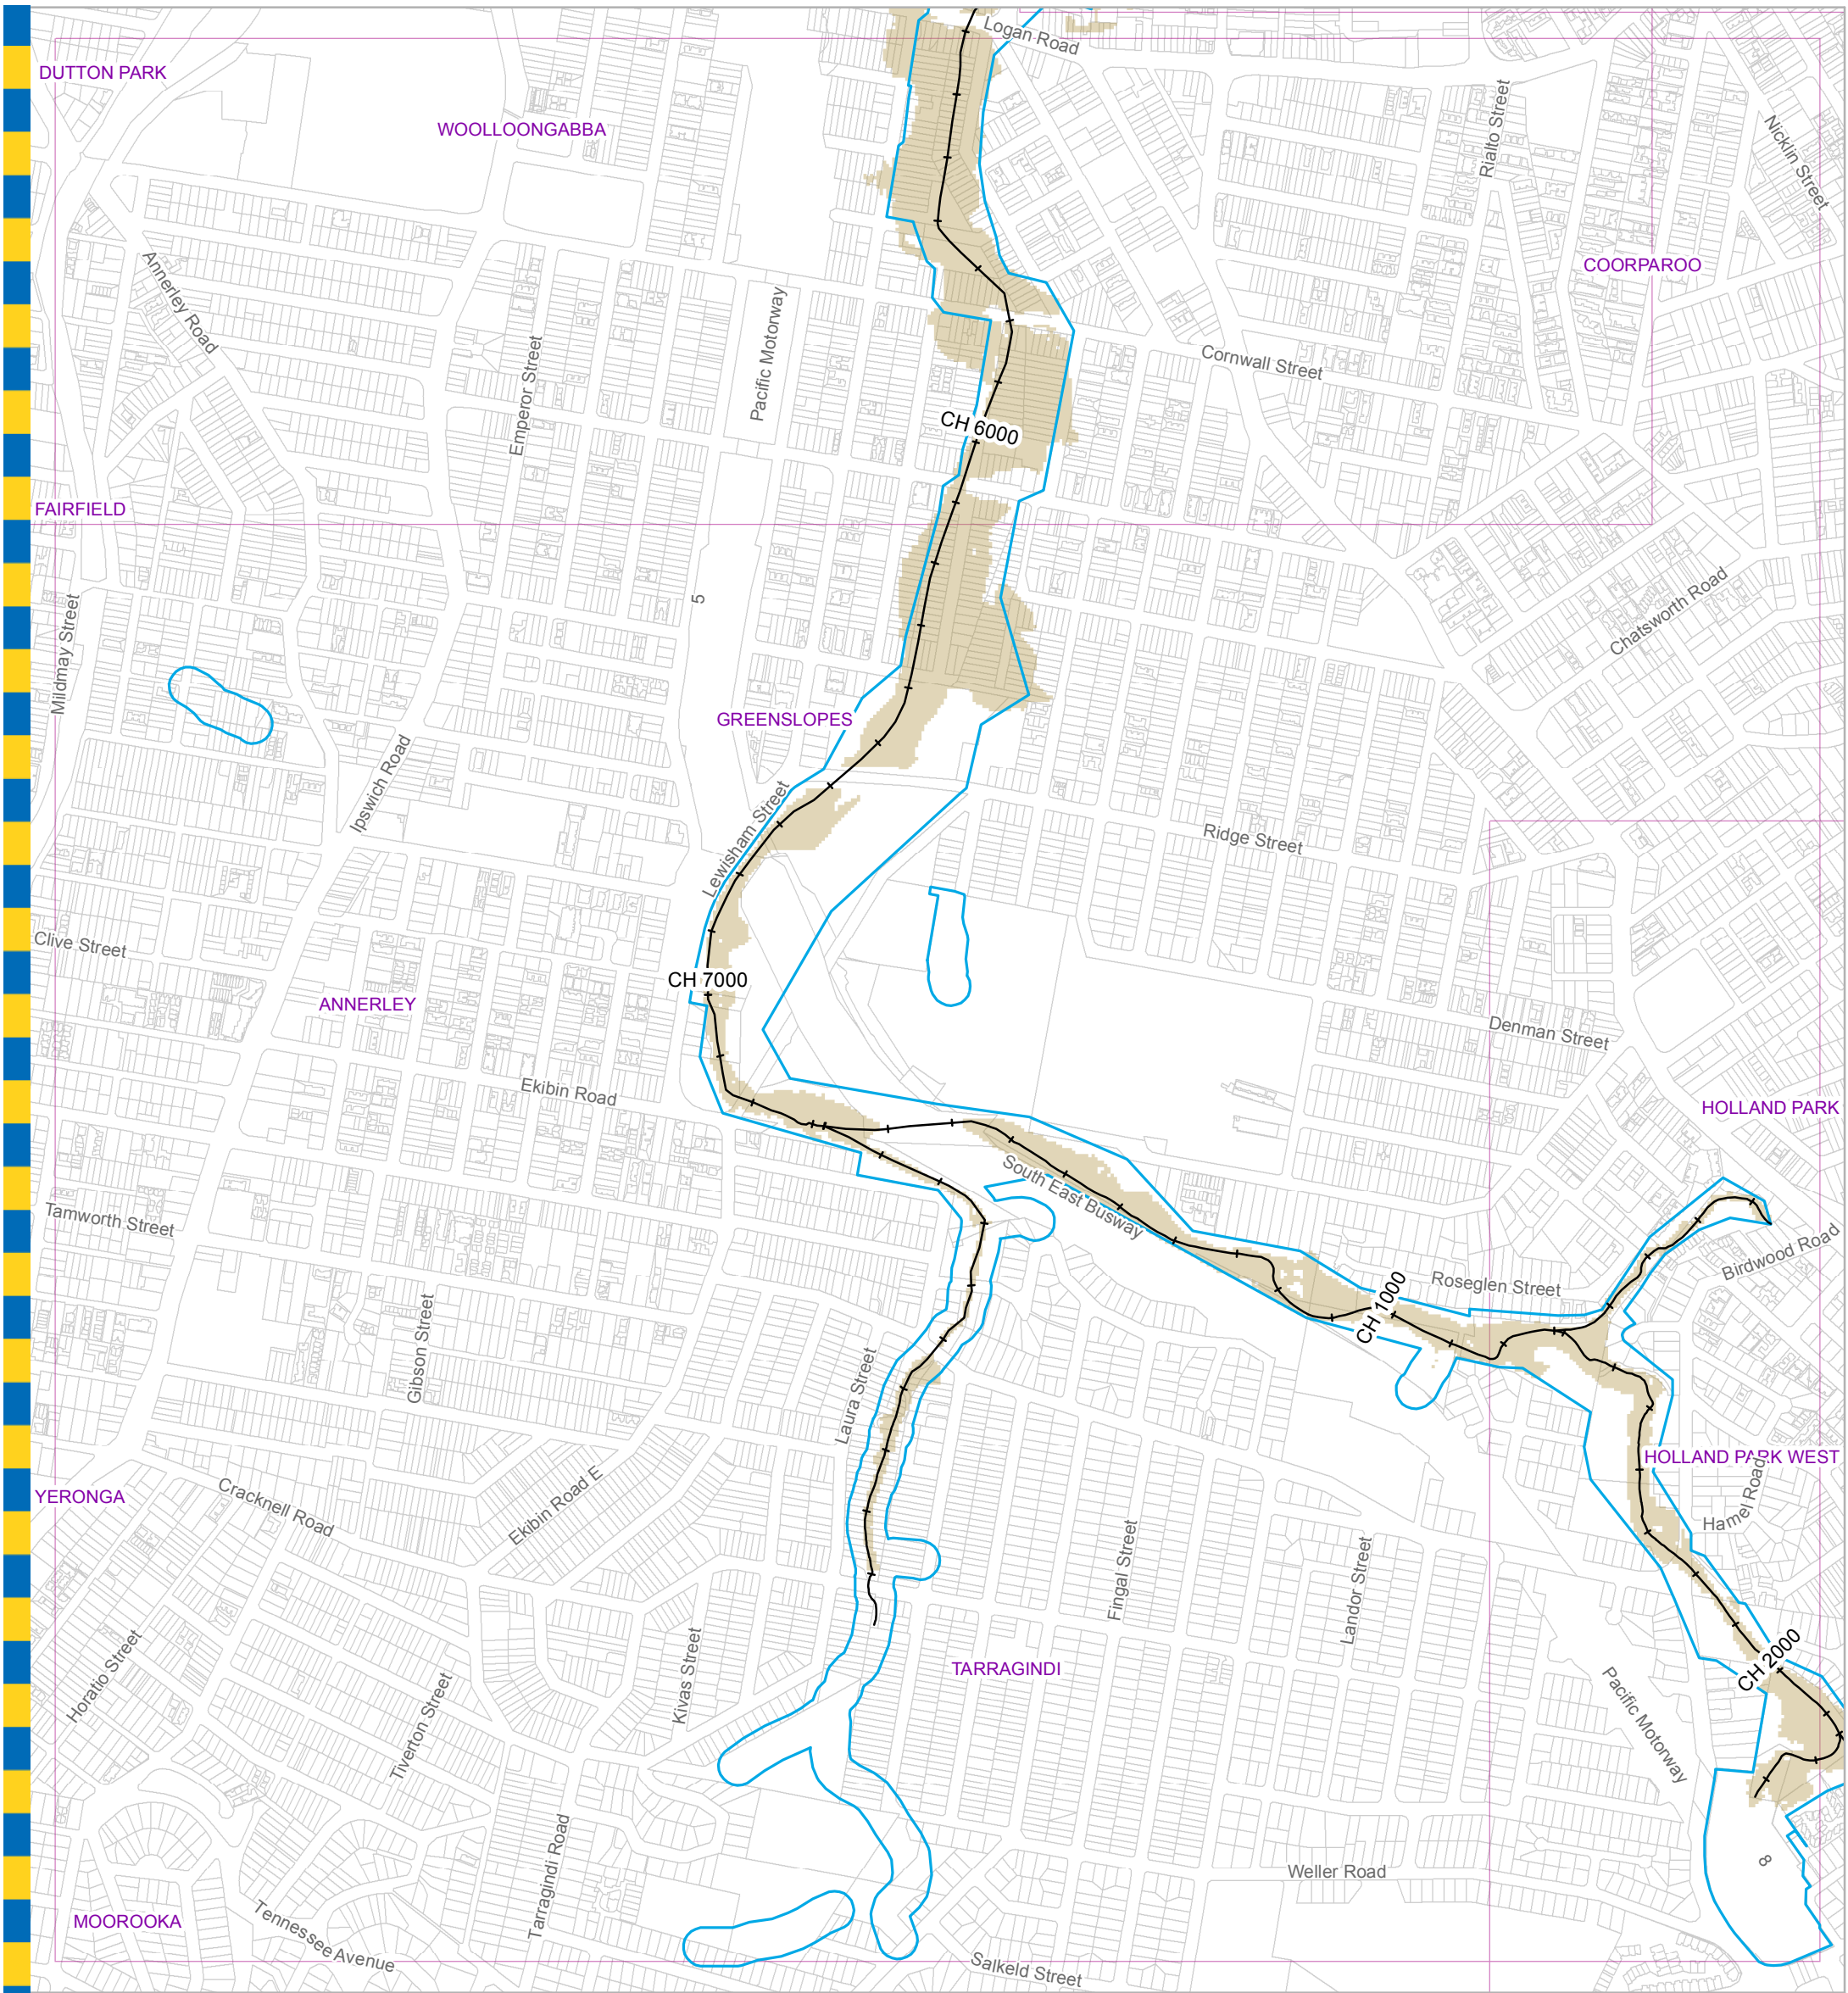 Logan Road
DUTTON PARK
WOOLLOONGABBA
Rialto Street
Nicklin Street
COORPAROO
Annerley Road
Pacific Motorway
Emperor Street
Cornwall Street
CH 6000
FAIRFIELD
5
Chatsworth Road
Mildmay Street
GREENSLOPES
Ipswich Road
Lewisham Street
Ridge Street
Clive Street
CH 7000
ANNERLEY
Denman Street
Ekibin Road
HOLLAND PARK
South East Busway
Tamworth Street
Birdwood Road
Roseglen Street
CH 1000
Gibson Street
Laura Street
HOLLAND PARK WEST
YERONGA
Cracknell Road
Ekibin Road E
Hamel Road
Fingal Street
Landor Street
Horatio Street
Kivas Street
TARRAGINDI
CH 2000
Tiverton Street
Pacific Motorway
Tarragindi Road
Weller Road
8
MOOROOKA
Tennessee Avenue
Salkeld Street